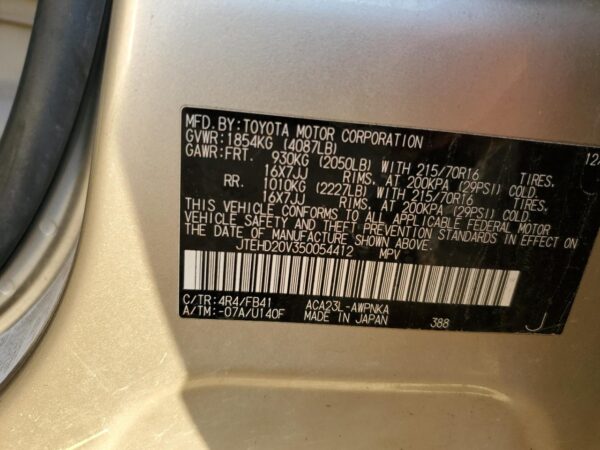 MFD. BY: TOYOTA MOTOR CORPORATION 12
GVWR: 1854KG (4087LB)
GAWR: FRT. 930KG (2050LB) WITH 215/70R16 TIRES,
16X7JJ RIMS, AT 200KPA (29PSI) COLD.
RR. 1010KG (2227LB) WITH 215/70R16 TIRES,
16X7JJ RIMS, AT 200KPA (29PSI) COLD.
THIS VEHICLE CONFORMS TO ALL APPLICABLE FEDERAL MOTOR
VEHICLE SAFETY AND THEFT PREVENTION STANDARDS IN EFFECT ON
THE DATE OF MANUFACTURE SHOWN ABOVE.
JTEHD20V350054412 MPV
C/TR: 4R4/FB41 ACA23L-AWPNKA
A/TM: -07A/U140F MADE IN JAPAN 388 J